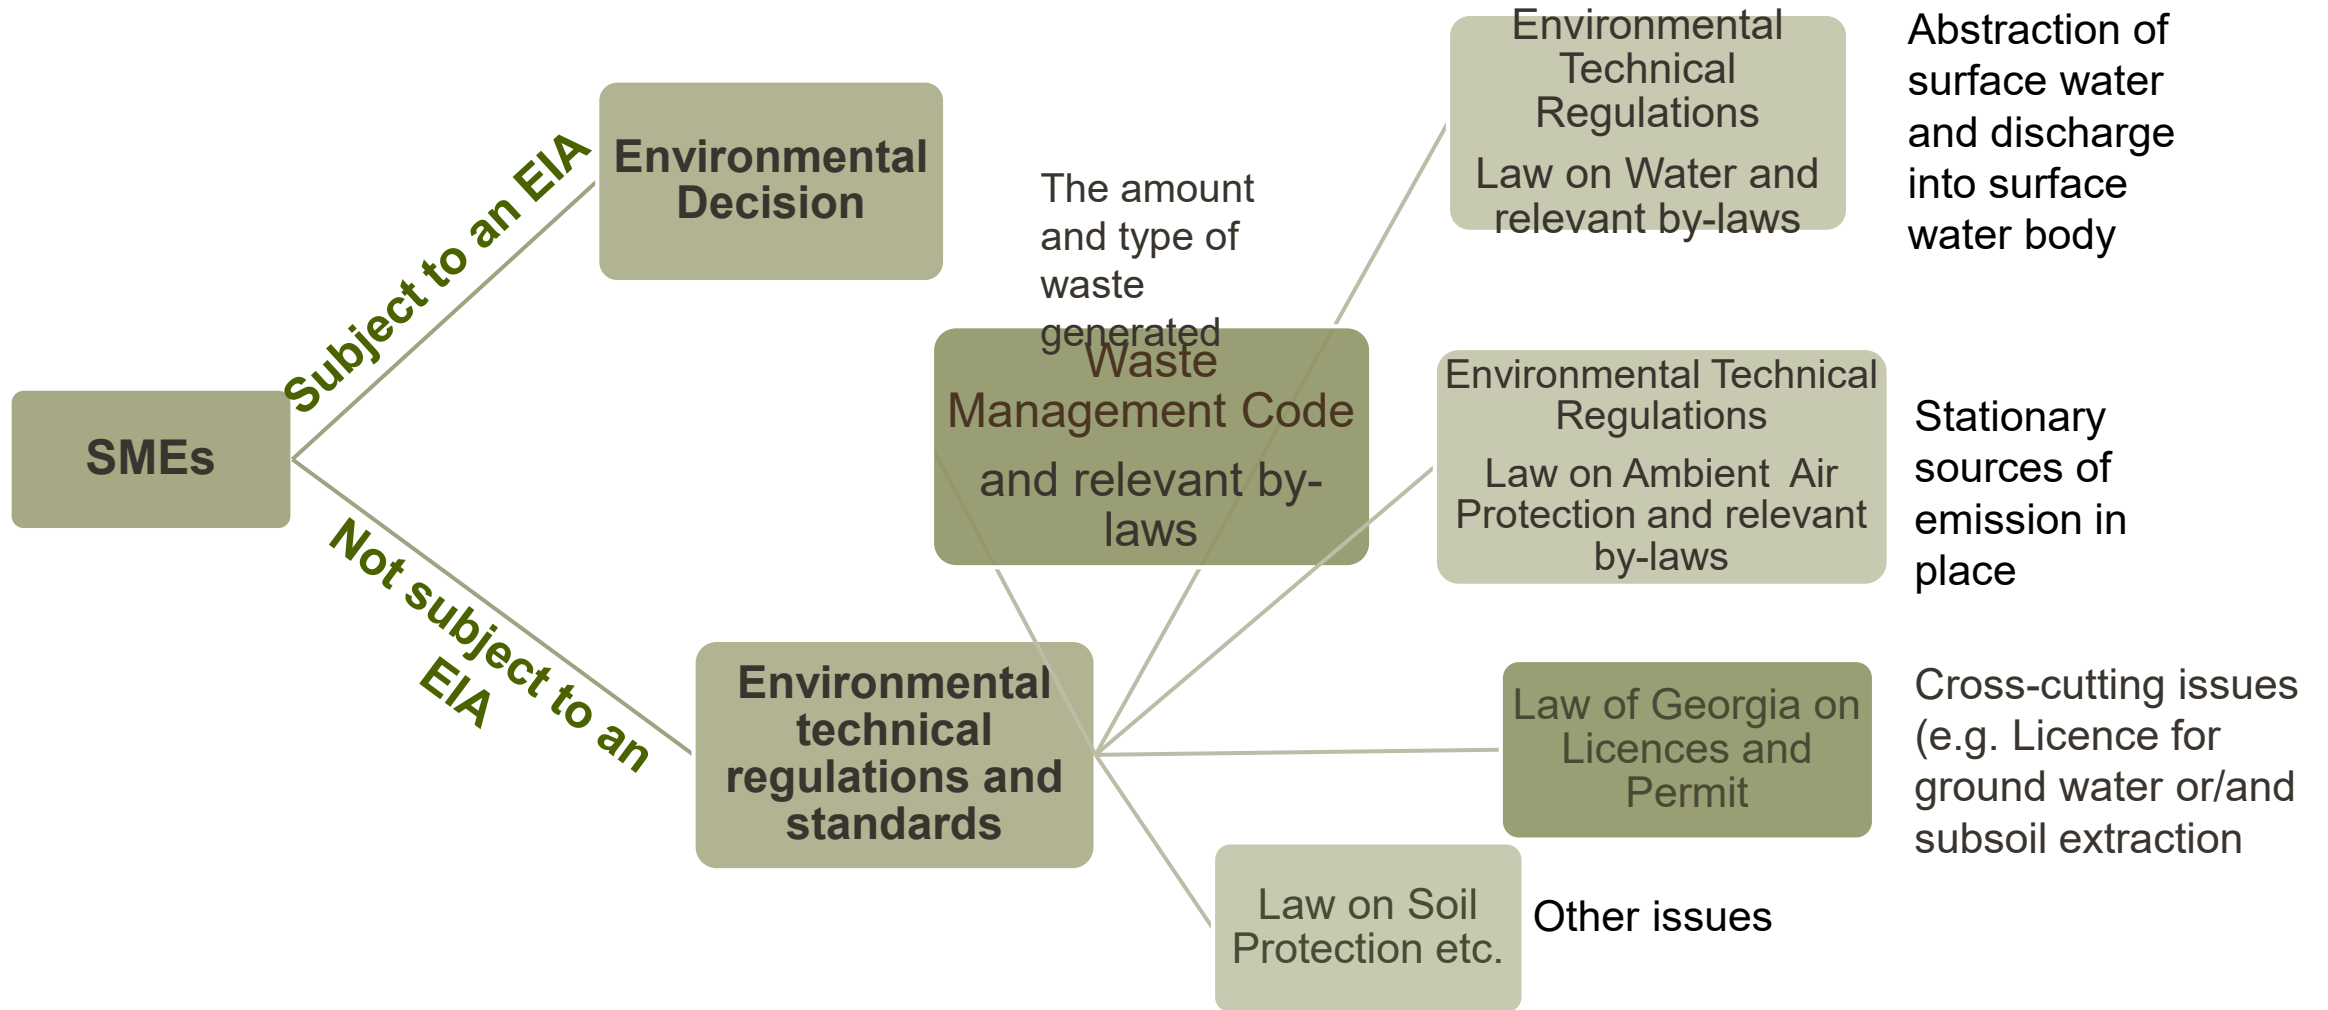 SMEs
Subject to an EIA
Environmental
Decision
Not subject to an
EIA
Environmental
technical
regulations and
standards
The amount
and type of
waste
generated
Waste
Management Code
and relevant by-
laws
Environmental
Technical
Regulations
Law on Water and
relevant by-laws
Abstraction of
surface water
and discharge
into surface
water body
Environmental Technical
Regulations
Law on Ambient  Air
Protection and relevant
by-laws
Stationary
sources of
emission in
place
Law of Georgia on
Licences and
Permit
Cross-cutting issues
(e.g. Licence for
ground water or/and
subsoil extraction
Law on Soil
Protection etc.
Other issues